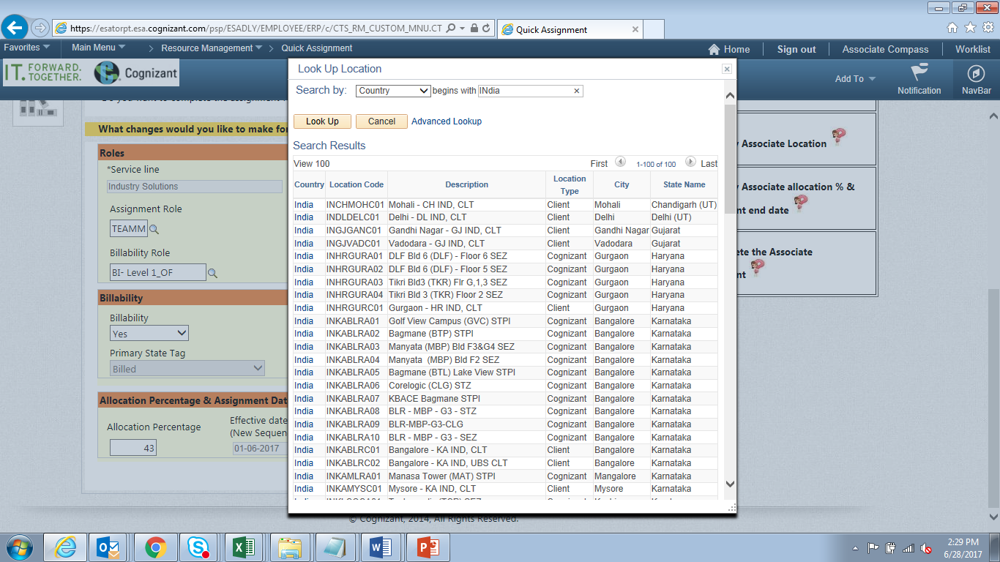 https://esatorpt.esa.cognizant.com/psp/ESADLY/EMPLOYEE/ERP/c/CTS_RM_CUSTOM_MNU.CT
Quick Assignment
Favorites Main Menu > Resource Management > Quick Assignment
Home Sign out Associate Compass Worklist
IT. FORWARD. TOGETHER. Cognizant
Add To Notification NavBar
Look Up Location
Search by: Country begins with INdia
Look Up Cancel Advanced Lookup
Search Results
View 100 First 1-100 of 100 Last
Country Location Code Description Location Type City State Name
India INCHMOHC01 Mohali - CH IND, CLT Client Mohali Chandigarh (UT)
India INDLDELC01 Delhi - DL IND, CLT Client Delhi Delhi (UT)
India INGJGANC01 Gandhi Nagar - GJ IND, CLT Client Gandhi Nagar Gujarat
India INGJVADC01 Vadodara - GJ IND, CLT Client Vadodara Gujarat
India INHRGURA01 DLF Bld 6 (DLF) - Floor 6 SEZ Cognizant Gurgaon Haryana
India INHRGURA02 DLF Bld 6 (DLF) - Floor 5 SEZ Cognizant Gurgaon Haryana
India INHRGURA03 Tikri Bld3 (TKR) Flr G,1,3 SEZ Cognizant Gurgaon Haryana
India INHRGURA04 Tikri Bld 3 (TKR) Floor 2 SEZ Cognizant Gurgaon Haryana
India INHRGURC01 Gurgaon - HR IND, CLT Client Gurgaon Haryana
India INKABLRA01 Golf View Campus (GVC) STPI Cognizant Bangalore Karnataka
India INKABLRA02 Bagmane (BTP) STPI Cognizant Bangalore Karnataka
India INKABLRA03 Manyata (MBP) Bld F3&G4 SEZ Cognizant Bangalore Karnataka
India INKABLRA04 Manyata (MBP) Bld F2 SEZ Cognizant Bangalore Karnataka
India INKABLRA05 Bagmane (BTL) Lake View STPI Cognizant Bangalore Karnataka
India INKABLRA06 Corelogic (CLG) STZ Cognizant Bangalore Karnataka
India INKABLRA07 KBACE Bagmane STPI Cognizant Bangalore Karnataka
India INKABLRA08 BLR - MBP - G3 - STZ Cognizant Bangalore Karnataka
India INKABLRA09 BLR-MBP-G3-CLG Cognizant Bangalore Karnataka
India INKABLRA10 BLR - MBP - G3 - SEZ Cognizant Bangalore Karnataka
India INKABLRC01 Bangalore - KA IND, CLT Client Bangalore Karnataka
India INKABLRC02 Bangalore - KA IND, UBS CLT Client Bangalore Karnataka
India INKAMLRA01 Manasa Tower (MAT) STPI Cognizant Mangalore Karnataka
India INKAMYSC01 Mysore - KA IND, CLT Client Mysore Karnataka
What changes would you like to make for
Roles
*Service line
Industry Solutions
Assignment Role
TEAMM
Billability Role
BI- Level 1_OF
Billability
Billability
Yes
Primary State Tag
Billed
Allocation Percentage & Assignment Dat
Allocation Percentage Effective date
(New Sequen
43 01-06-2017
y Associate Location
y Associate allocation % &
nt end date
ete the Associate
nt
© Cognizant, 2014, All Rights Reserved.
2:29 PM
6/28/2017